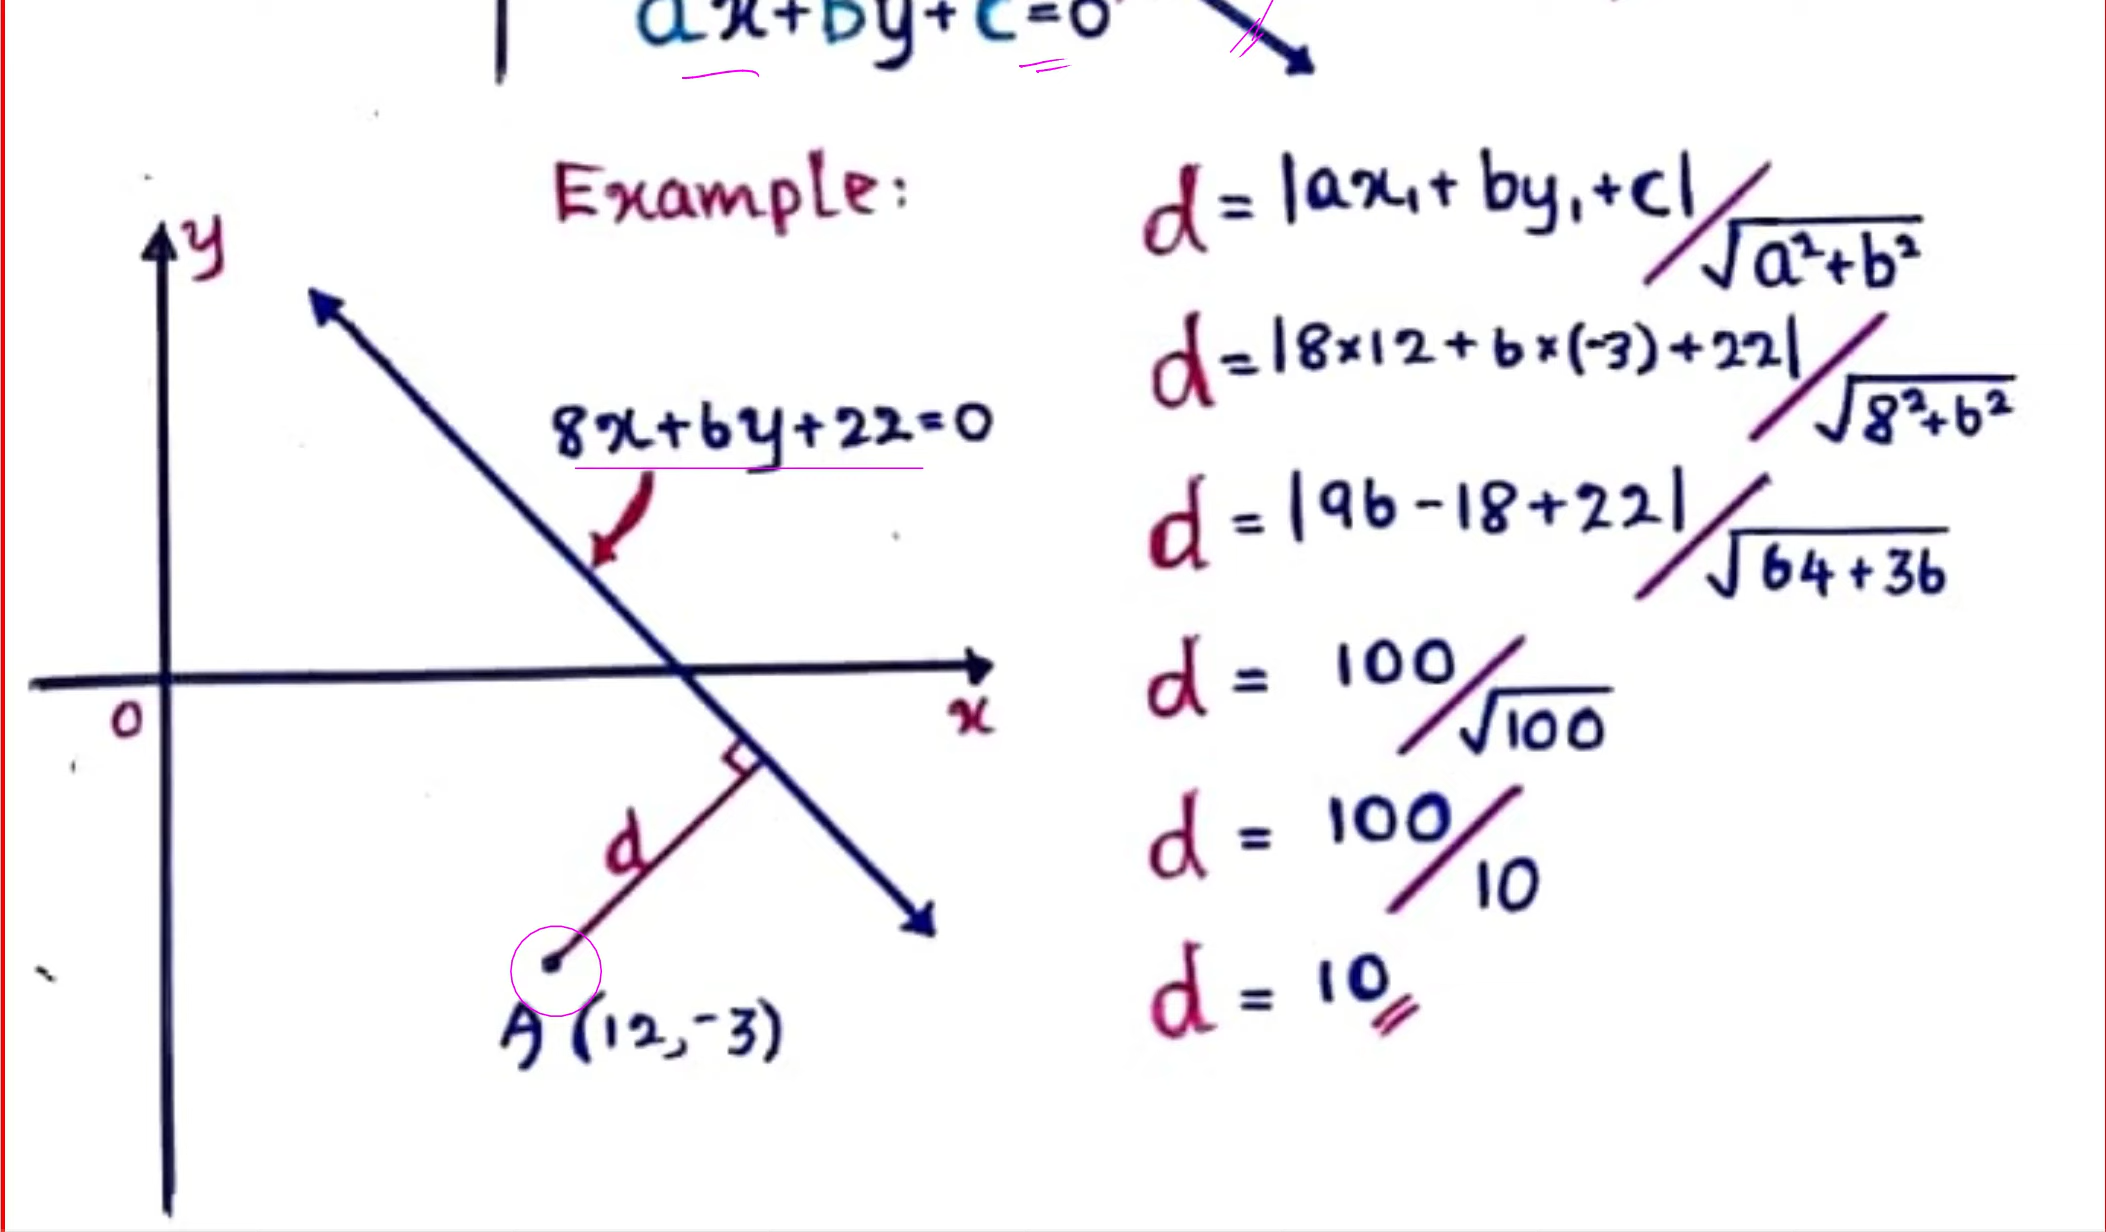 ax+by+c=0
Example:
y
8x+6y+22=0
0
x
d
A (12,-3)
d = |ax₁+ by₁+c| / √a²+b²
d = |8×12+6×(-3)+22| / √8²+6²
d = |96-18+22| / √64+36
d = 100 / √100
d = 100 / 10
d = 10